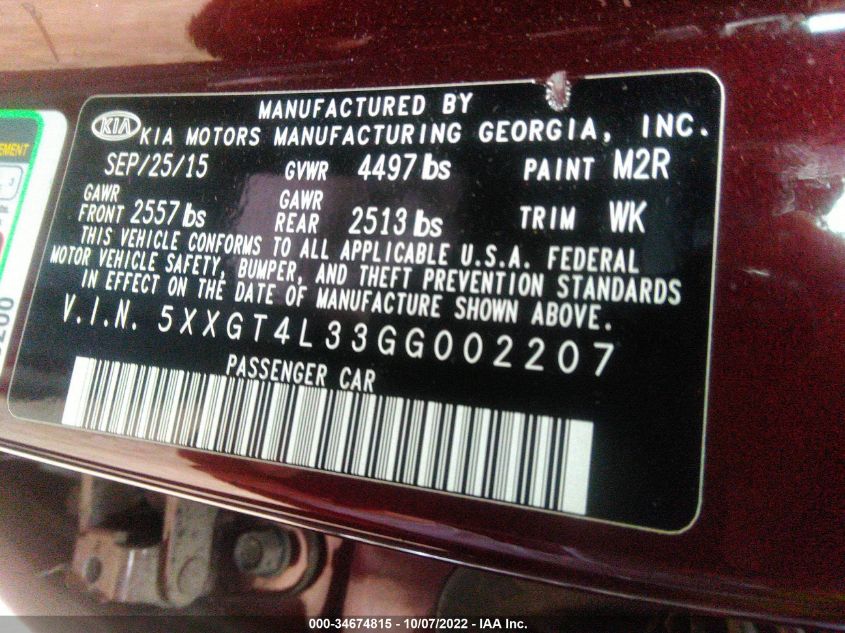 MANUFACTURED BY
KIA KIA MOTORS MANUFACTURING GEORGIA, INC.
SEP/25/15 GVWR 4497 lbs PAINT M2R
GAWR FRONT 2557 lbs GAWR REAR 2513 lbs TRIM WK
THIS VEHICLE CONFORMS TO ALL APPLICABLE U.S.A. FEDERAL
MOTOR VEHICLE SAFETY, BUMPER, AND THEFT PREVENTION STANDARDS
IN EFFECT ON THE DATE OF MANUFACTURE SHOWN ABOVE.
V.I.N. 5XXGT4L33GG002207
PASSENGER CAR
000-34674815 - 10/07/2022 - IAA Inc.